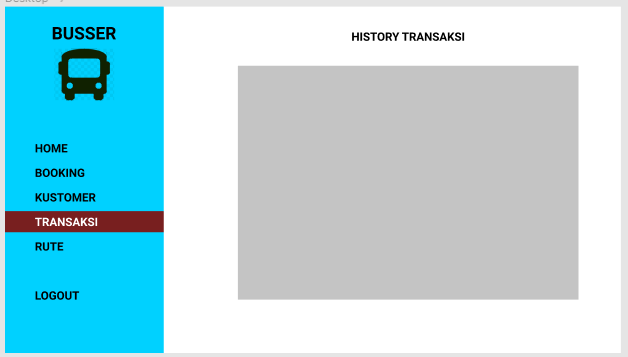 BUSSER
HOME
BOOKING
KUSTOMER
TRANSAKSI
RUTE
LOGOUT
HISTORY TRANSAKSI